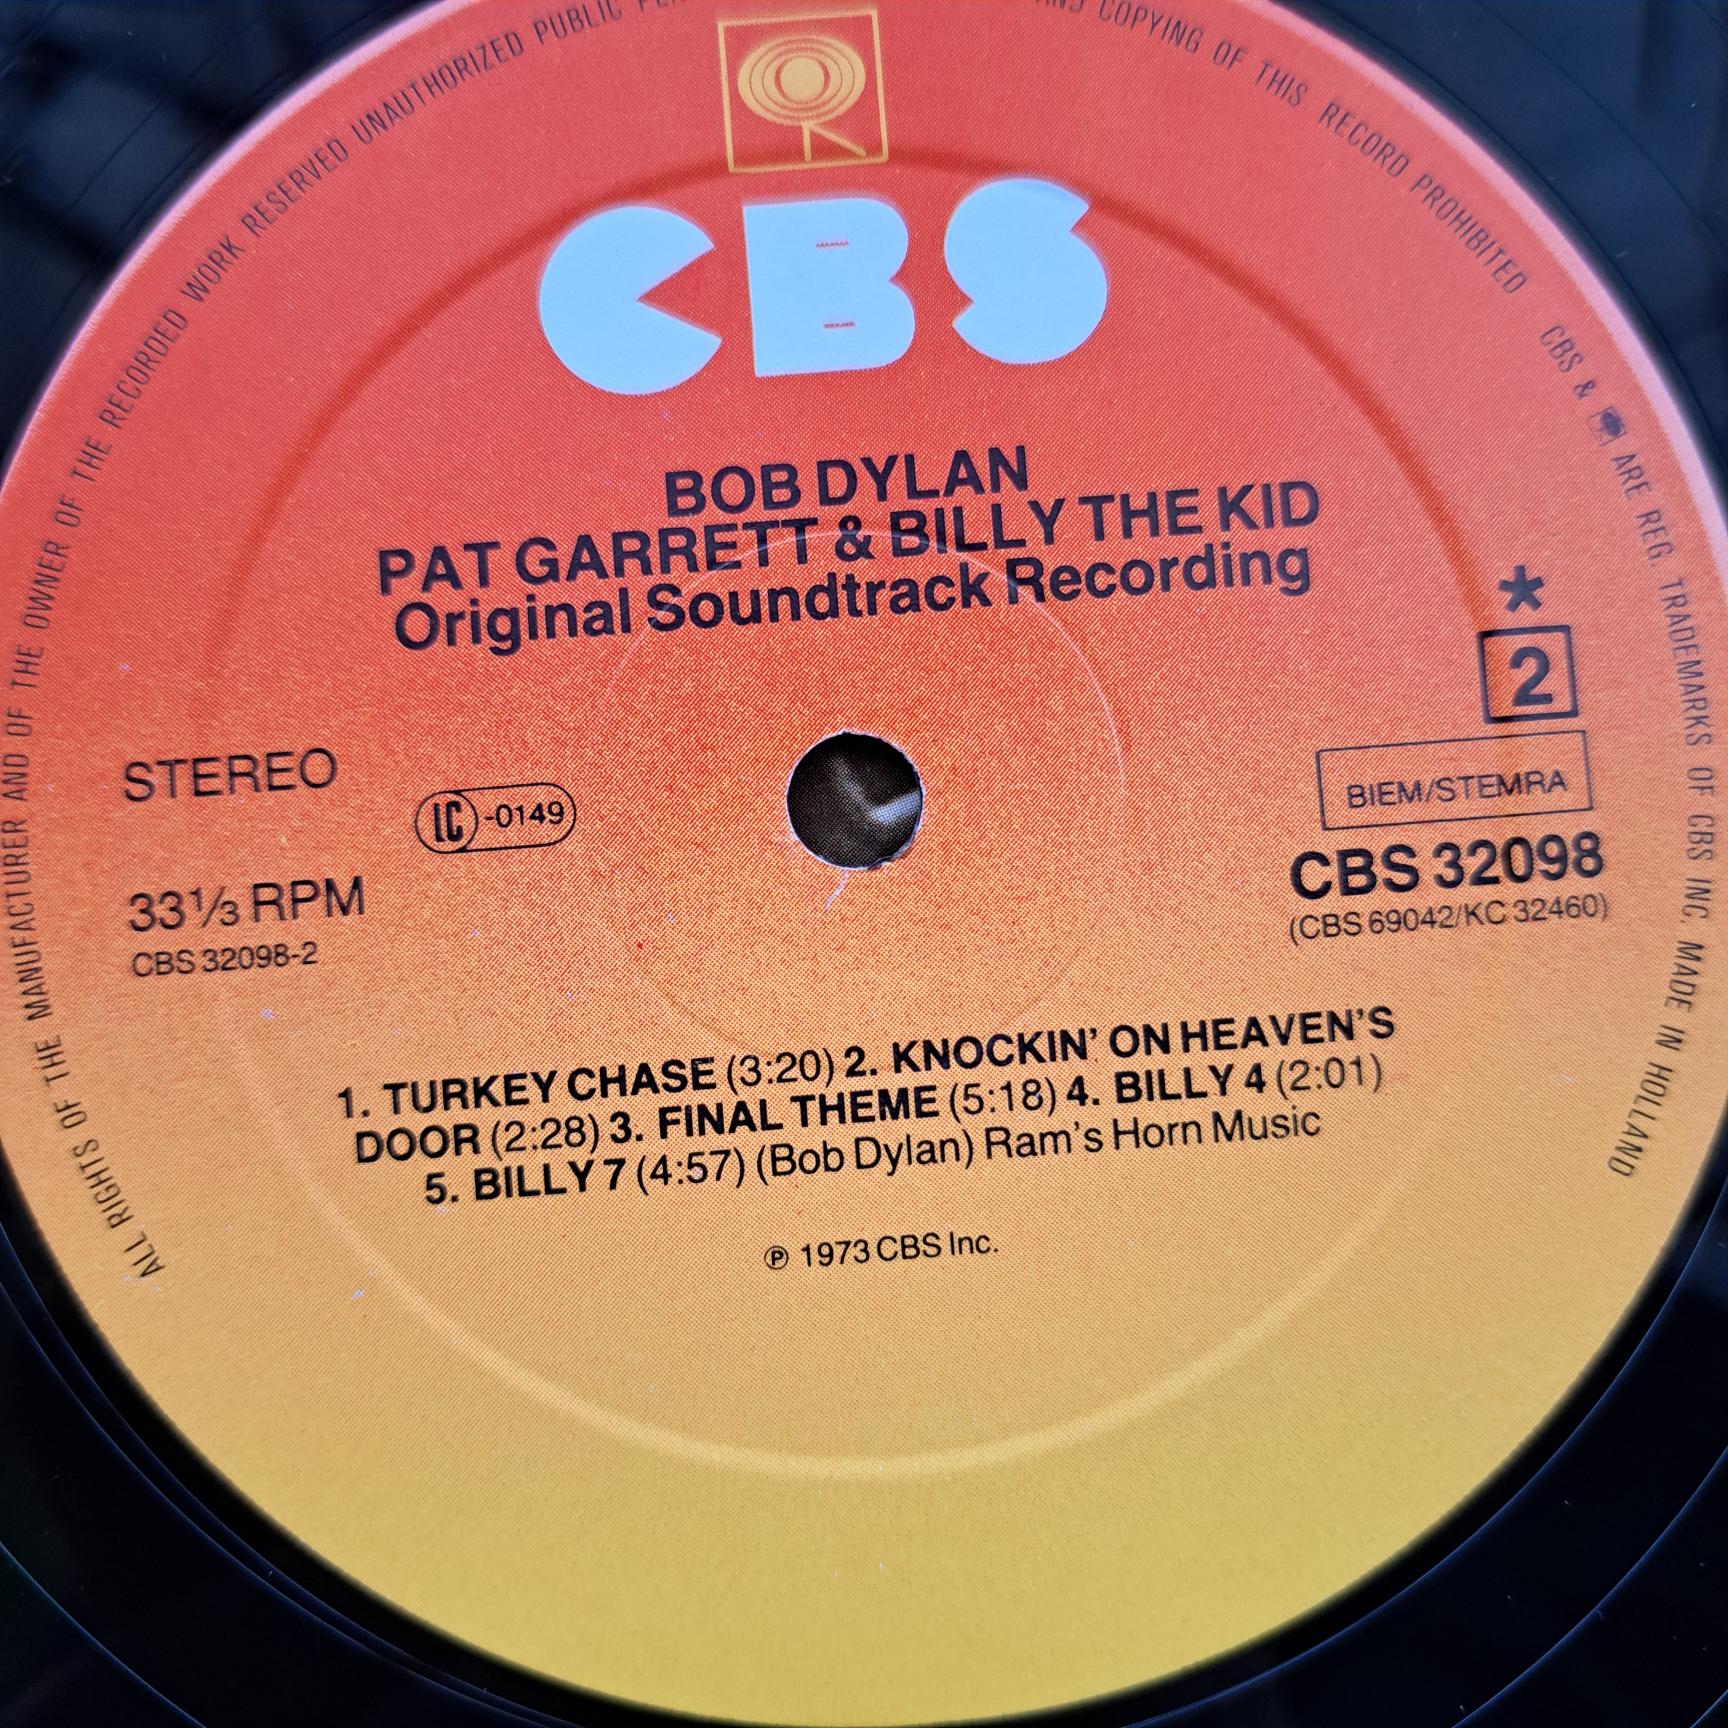 ALL RIGHTS OF THE MANUFACTURER AND OF THE OWNER OF THE RECORDED WORK RESERVED UNAUTHORIZED PUBLIC
COPYING OF THIS RECORD PROHIBITED CBS & ARE REG. TRADEMARKS OF CBS INC. MADE IN HOLLAND
CBS
BOB DYLAN
PAT GARRETT & BILLY THE KID
Original Soundtrack Recording
*
2
STEREO
LC -0149
BIEM/STEMRA
33⅓ RPM
CBS 32098
CBS 32098-2
(CBS 69042/KC 32460)
1. TURKEY CHASE (3:20) 2. KNOCKIN' ON HEAVEN'S
DOOR (2:28) 3. FINAL THEME (5:18) 4. BILLY 4 (2:01)
5. BILLY 7 (4:57) (Bob Dylan) Ram's Horn Music
℗ 1973 CBS Inc.